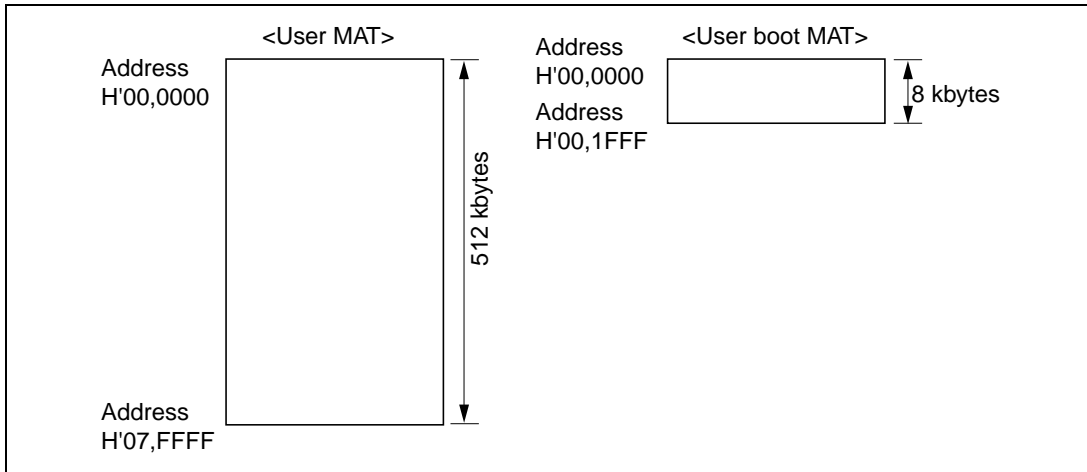 <User MAT>
Address
H'00,0000
512 kbytes
Address
H'07,FFFF
<User boot MAT>
Address
H'00,0000
Address
H'00,1FFF
8 kbytes